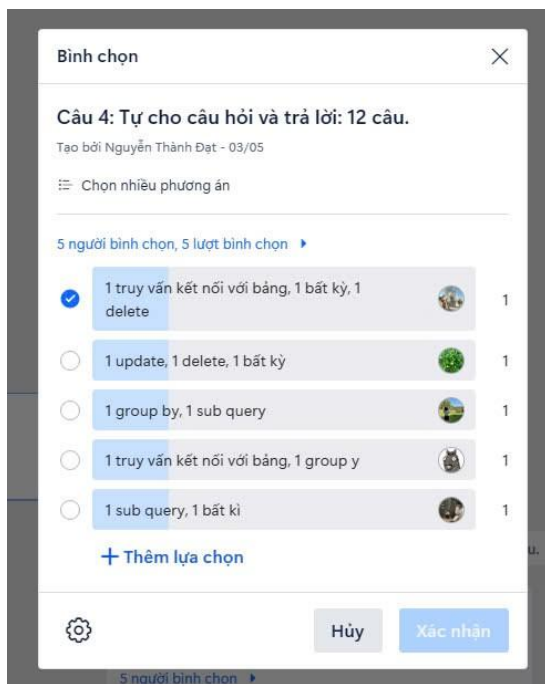 Bình chọn
Câu 4: Tự cho câu hỏi và trả lời: 12 câu.
Tạo bởi Nguyễn Thành Đạt - 03/05
Chọn nhiều phương án
5 người bình chọn, 5 lượt bình chọn
1 truy vấn kết nối với bảng, 1 bất kỳ, 1
delete
1
1 update, 1 delete, 1 bất kỳ
1
1 group by, 1 sub query
1
1 truy vấn kết nối với bảng, 1 group y
1
1 sub query, 1 bất kì
1
+ Thêm lựa chọn
u.
Hủy
Xác nhận
5 người bình chọn